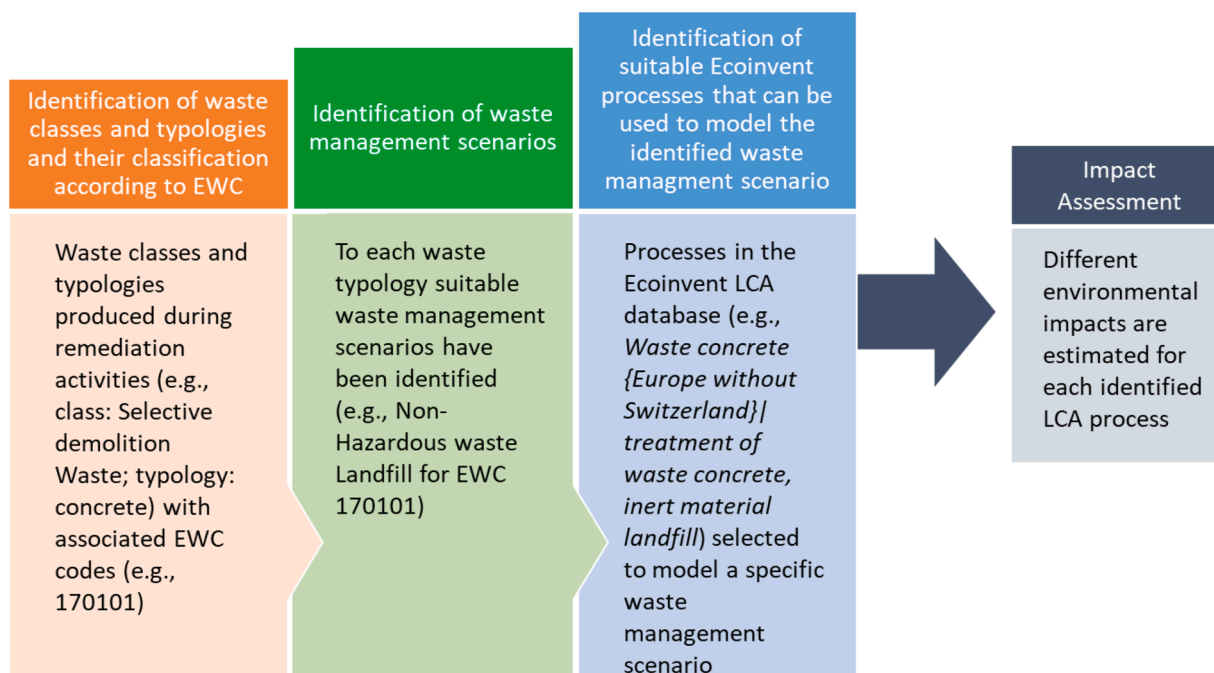 Identification of waste
classes and typologies
and their classification
according to EWC
Waste classes and
typologies
produced during
remediation
activities (e.g.,
class: Selective
demolition
Waste; typology:
concrete) with
associated EWC
codes (e.g.,
170101)
Identification of waste
management scenarios
To each waste
typology suitable
waste management
scenarios have
been identified
(e.g., Non-
Hazardous waste
Landfill for EWC
170101)
Identification of
suitable Ecoinvent
processes that can be
used to model the
identified waste
managment scenario
Processes in the
Ecoinvent LCA
database (e.g.,
Waste concrete
{Europe without
Switzerland}|
treatment of
waste concrete,
inert material
landfill) selected
to model a specific
waste
management
scenario
Impact
Assessment
Different
environmental
impacts are
estimated for
each identified
LCA process